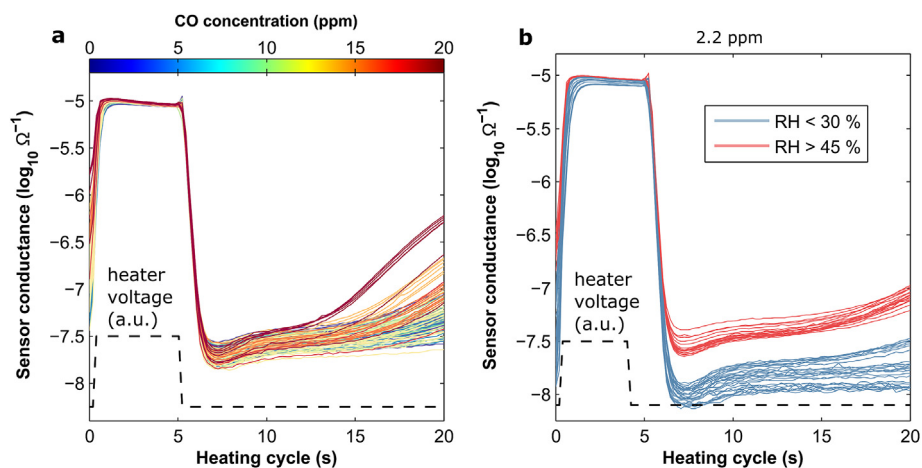 a
CO concentration (ppm)
0 5 10 15 20
Sensor conductance (log10 Ω−1)
−5
−5.5
−6
−6.5
−7
−7.5
−8
heater
voltage
(a.u.)
0 5 10 15 20
Heating cycle (s)
b
2.2 ppm
Sensor conductance (log10 Ω−1)
−5
−5.5
−6
−6.5
−7
−7.5
−8
RH < 30 %
RH > 45 %
heater
voltage
(a.u.)
0 5 10 15 20
Heating cycle (s)